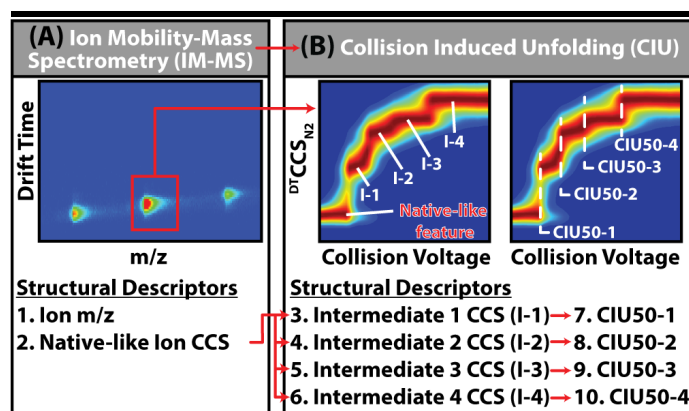 (A) Ion Mobility-Mass
Spectrometry (IM-MS)
Drift Time
m/z
Structural Descriptors
1. Ion m/z
2. Native-like Ion CCS
(B) Collision Induced Unfolding (CIU)
DTCCSN2
I-1
I-2
I-3
I-4
Native-like
feature
Collision Voltage
CIU50-4
CIU50-3
CIU50-2
CIU50-1
Collision Voltage
Structural Descriptors
3. Intermediate 1 CCS (I-1) 7. CIU50-1
4. Intermediate 2 CCS (I-2) 8. CIU50-2
5. Intermediate 3 CCS (I-3) 9. CIU50-3
6. Intermediate 4 CCS (I-4) 10. CIU50-4